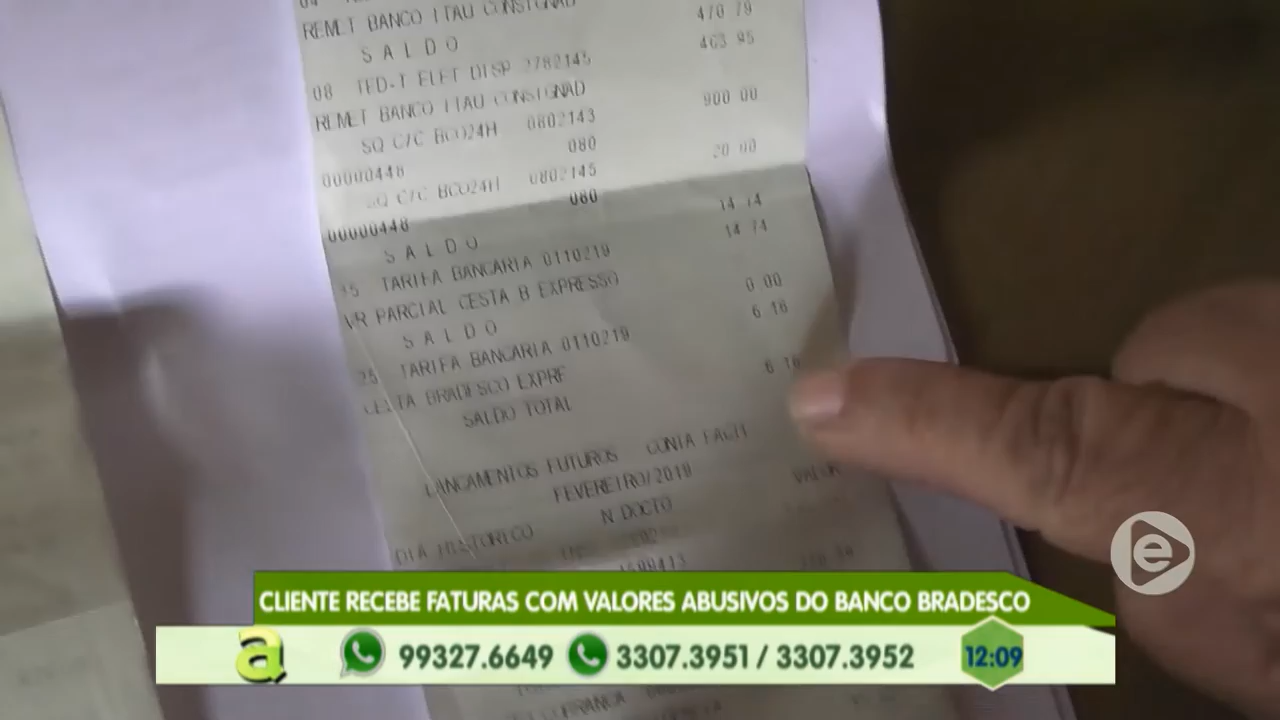 04
REMET BANCO ITAU CONSIGNAD 470 79
S A L D O 463 95
08 TED-T ELET DISP 2782145
REMET BANCO ITAU CONSIGNAD 900 00
SQ C/C BCO24H 0802143
00000448 080 20 00
SQ C/C BCO24H 0802145
00000448 080 14 74
S A L D O 14 74
15 TARIFA BANCARIA 0110219
VR PARCIAL CESTA B EXPRESSO 0 00
S A L D O 6 16
25 TARIFA BANCARIA 0110219
CESTA BRADESCO EXPRE 6 16
SALDO TOTAL
LANCAMENTOS FUTUROS CONTA FACIL
FEVEREIRO/2019
DIA HISTORICO N DOCTO VALOR
e
CLIENTE RECEBE FATURAS COM VALORES ABUSIVOS DO BANCO BRADESCO
a 99327.6649 3307.3951 / 3307.3952 12:09